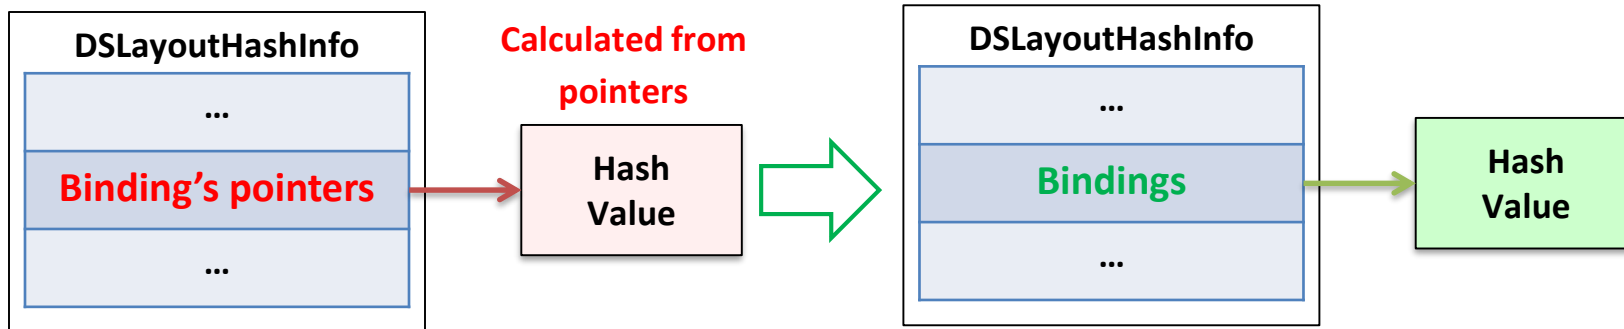 DSLayoutHashInfo
...
Binding's pointers
...
Calculated from
pointers
Hash
Value
DSLayoutHashInfo
...
Bindings
...
Hash
Value